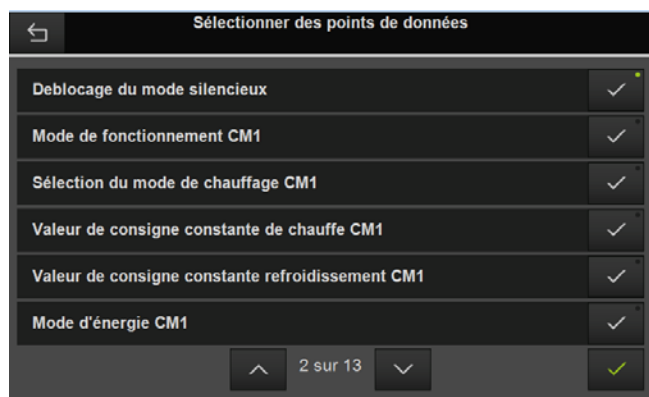 Sélectionner des points de données
Deblocage du mode silencieux
Mode de fonctionnement CM1
Sélection du mode de chauffage CM1
Valeur de consigne constante de chauffe CM1
Valeur de consigne constante refroidissement CM1
Mode d'énergie CM1
2 sur 13